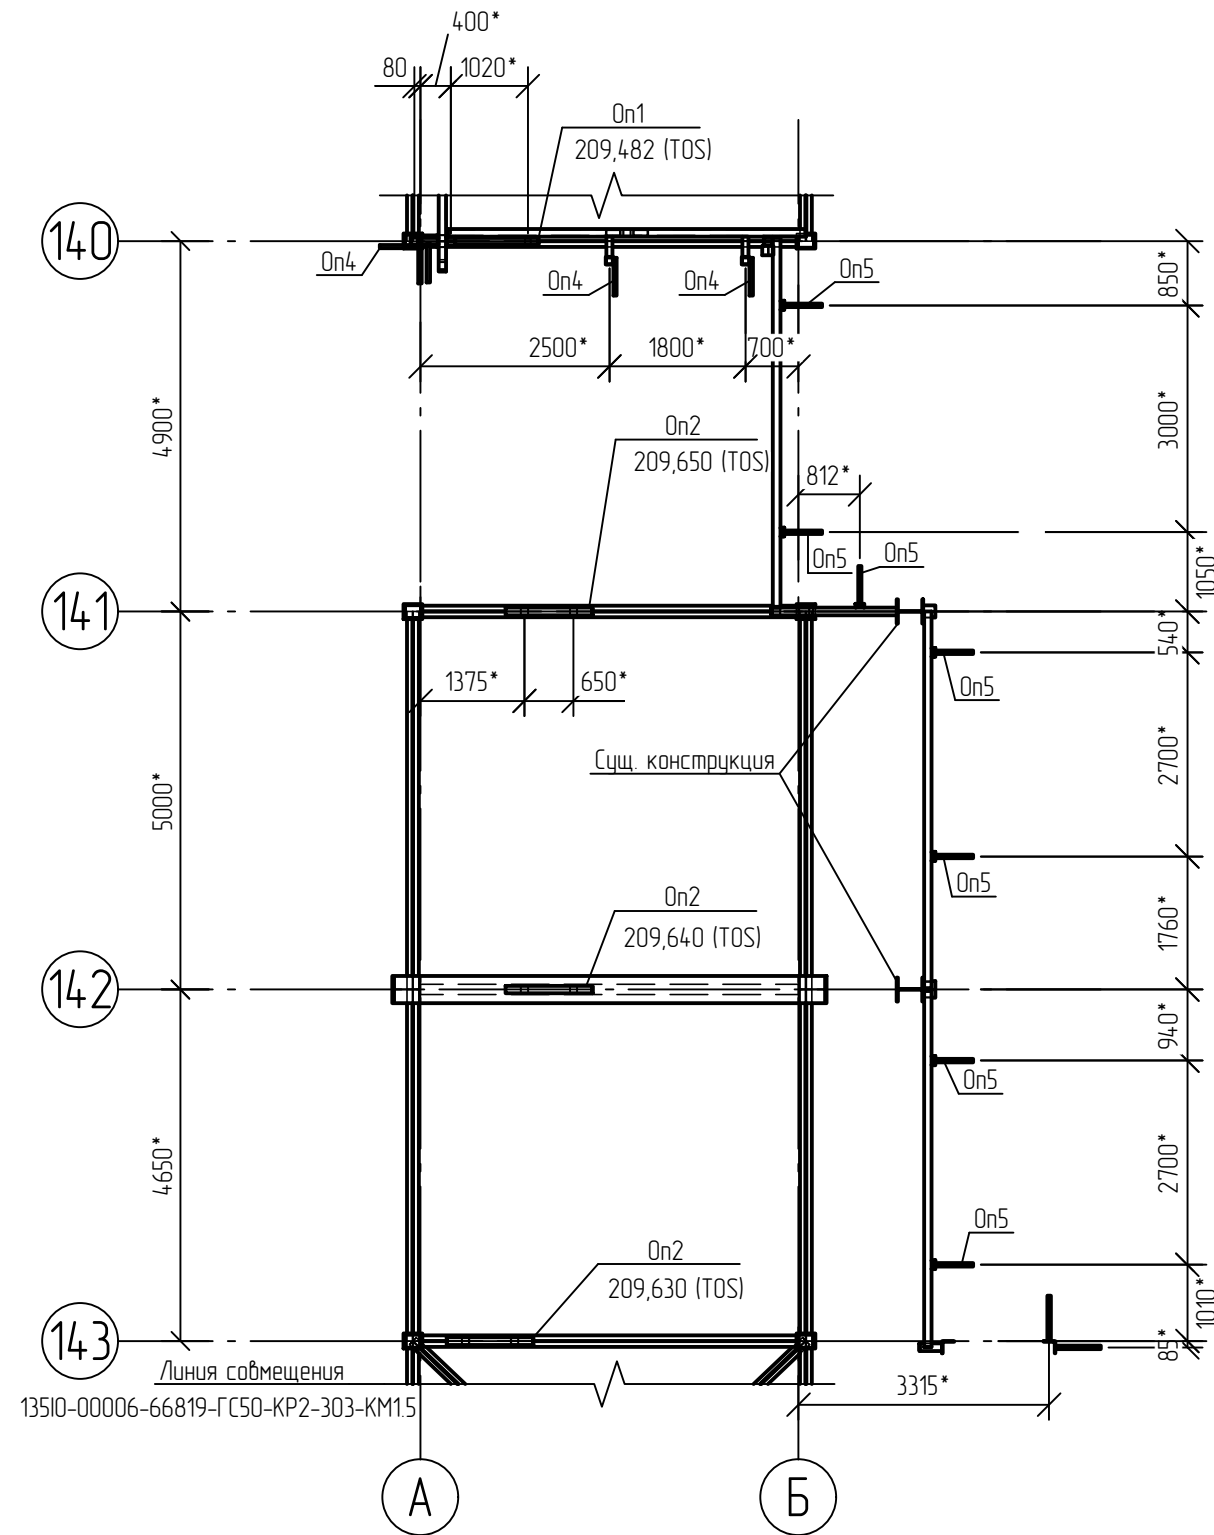 400*
80
1020*
Оп1
209,482 (TOS)
140
Оп4
Оп4
Оп4
Оп5
850*
2500*
1800*
700*
4900*
3000*
Оп2
209,650 (TOS)
812*
Оп5
Оп5
1050*
141
540*
1375*
650*
Оп5
2700*
Сущ. конструкция
5000*
Оп5
1760*
Оп2
209,640 (TOS)
142
940*
Оп5
4650*
2700*
Оп5
Оп2
209,630 (TOS)
1010*
143
85*
Линия совмещения
3315*
1351О-00006-66819-ГС50-КР2-303-КМ1.5
А
Б